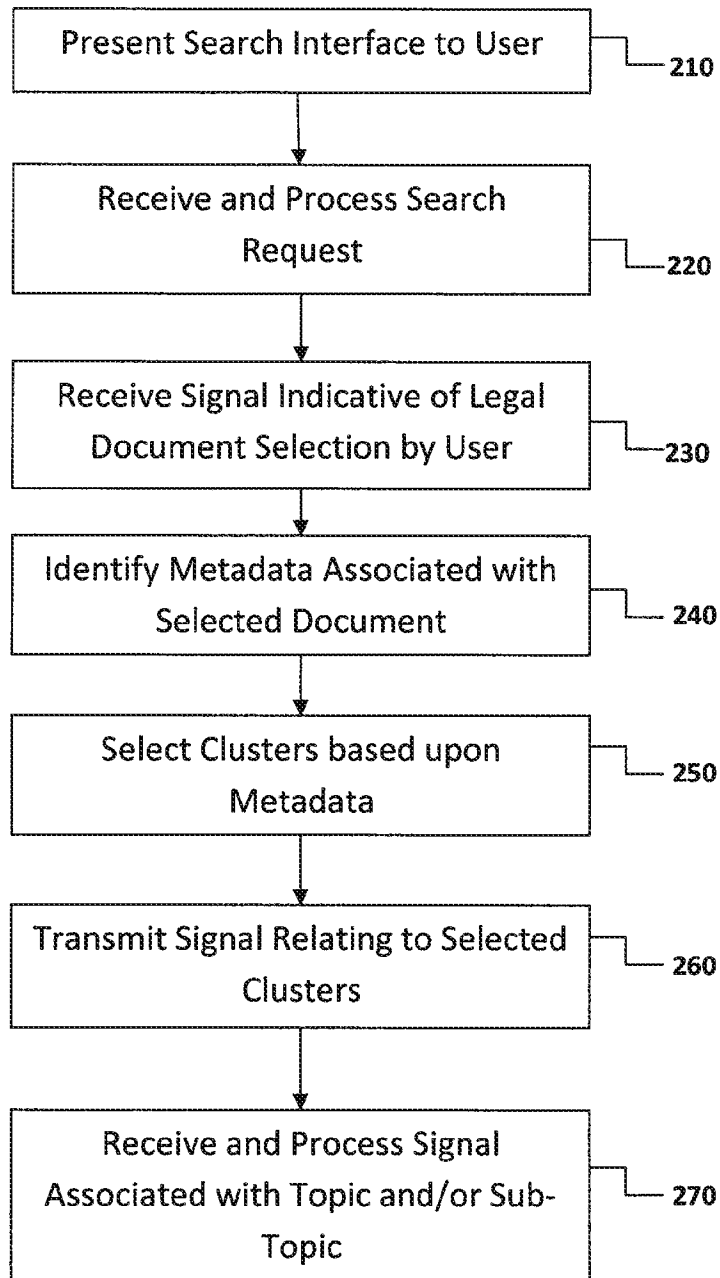 Present Search Interface to User
210
Receive and Process Search
Request
220
Receive Signal Indicative of Legal
Document Selection by User
230
Identify Metadata Associated with
Selected Document
240
Select Clusters based upon
Metadata
250
Transmit Signal Relating to Selected
Clusters
260
Receive and Process Signal
Associated with Topic and/or Sub-
Topic
270